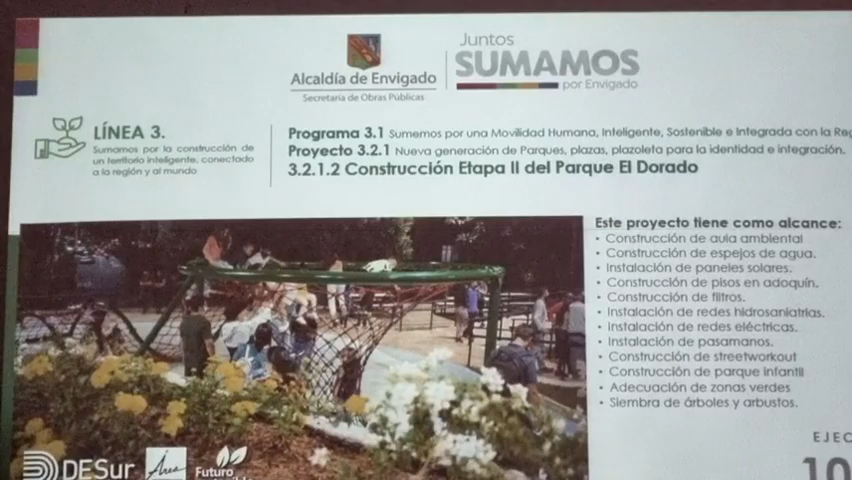 Alcaldía de Envigado
Secretaría de Obras Públicas
Juntos
SUMAMOS
por Envigado
LÍNEA 3.
Sumamos por la construcción de
un territorio inteligente, conectado
a la región y al mundo
Programa 3.1 Sumemos por una Movilidad Humana, Inteligente, Sostenible e Integrada con la Reg
Proyecto 3.2.1 Nueva generación de Parques, plazas, plazoleta para la identidad e integración.
3.2.1.2 Construcción Etapa II del Parque El Dorado
Este proyecto tiene como alcance:
• Construcción de aula ambiental
• Construcción de espejos de agua.
• Instalación de paneles solares.
• Construcción de pisos en adoquín.
• Construcción de filtros.
• Instalación de redes hidrosaniatrias.
• Instalación de redes eléctricas.
• Instalación de pasamanos.
• Construcción de streetworkout
• Construcción de parque infantil
• Adecuación de zonas verdes
• Siembra de árboles y arbustos.
EJEC
10
DESur
Área
Futuro